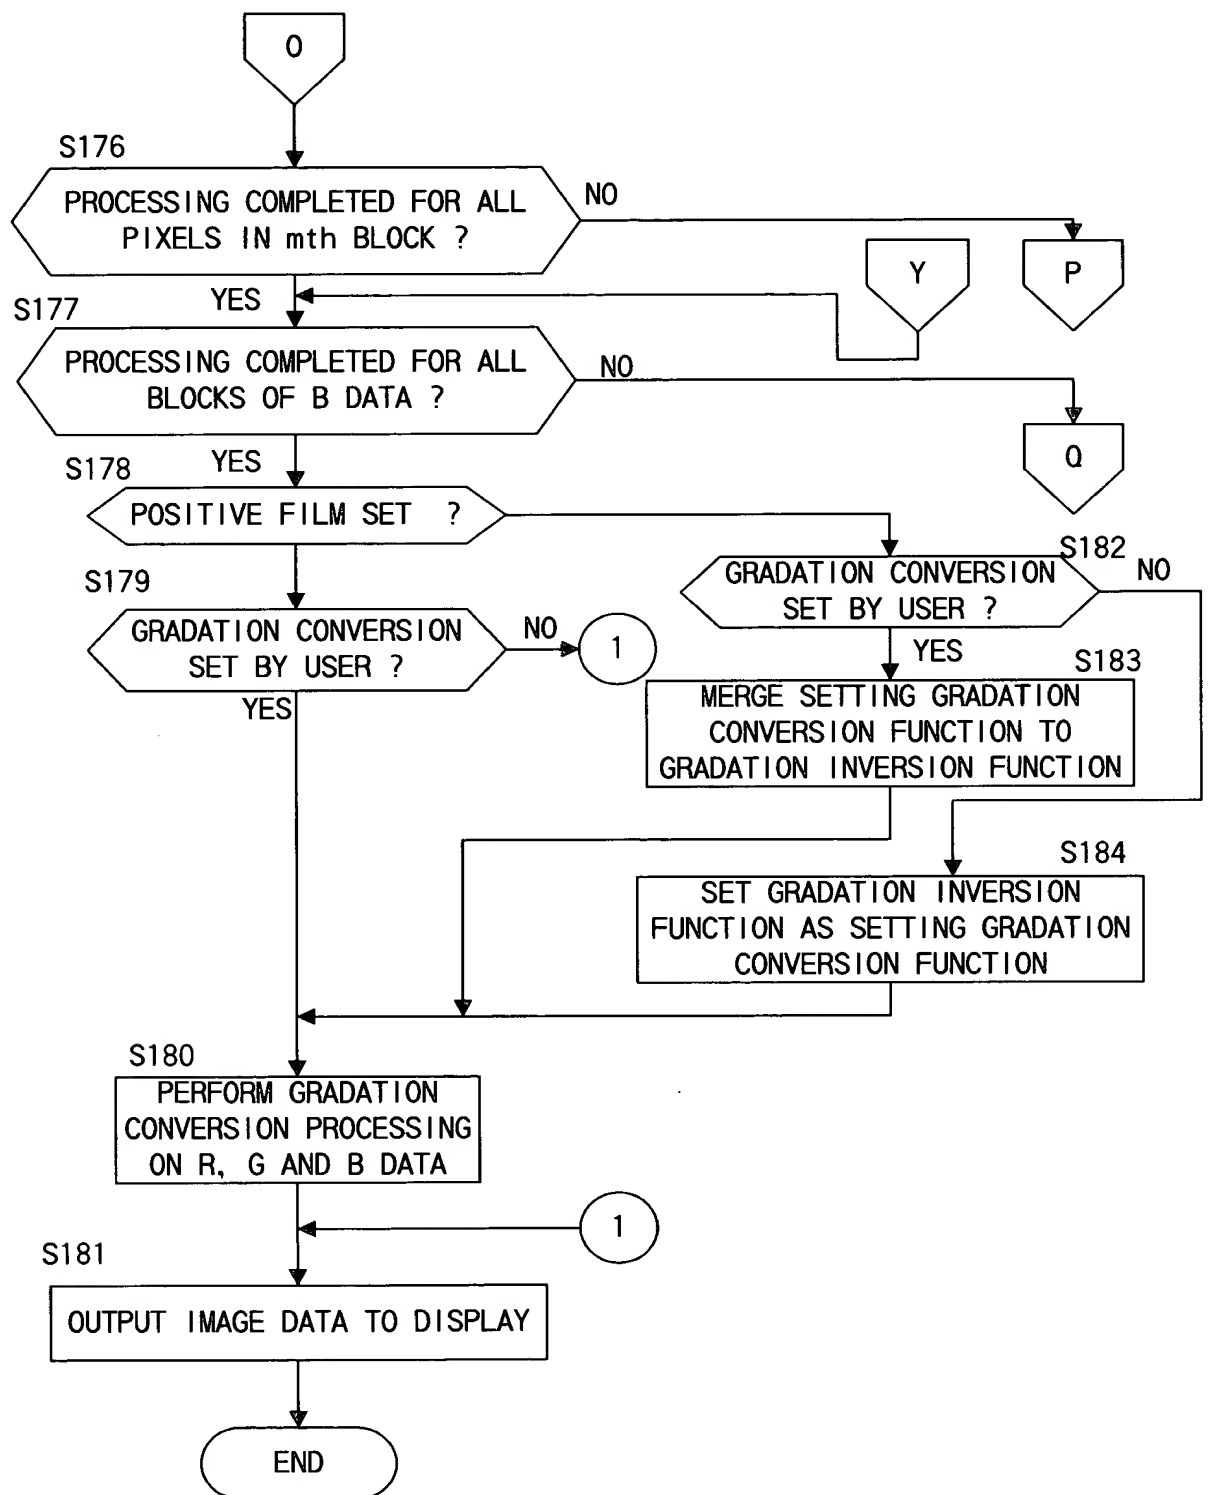 O
S176
PROCESSING COMPLETED FOR ALL
PIXELS IN mth BLOCK ?
NO
P
Y
YES
S177
PROCESSING COMPLETED FOR ALL
BLOCKS OF B DATA ?
NO
Q
YES
S178
POSITIVE FILM SET ?
S182
GRADATION CONVERSION
SET BY USER ?
NO
YES
S179
GRADATION CONVERSION
SET BY USER ?
NO
1
YES
S183
MERGE SETTING GRADATION
CONVERSION FUNCTION TO
GRADATION INVERSION FUNCTION
S184
SET GRADATION INVERSION
FUNCTION AS SETTING GRADATION
CONVERSION FUNCTION
S180
PERFORM GRADATION
CONVERSION PROCESSING
ON R, G AND B DATA
1
S181
OUTPUT IMAGE DATA TO DISPLAY
END